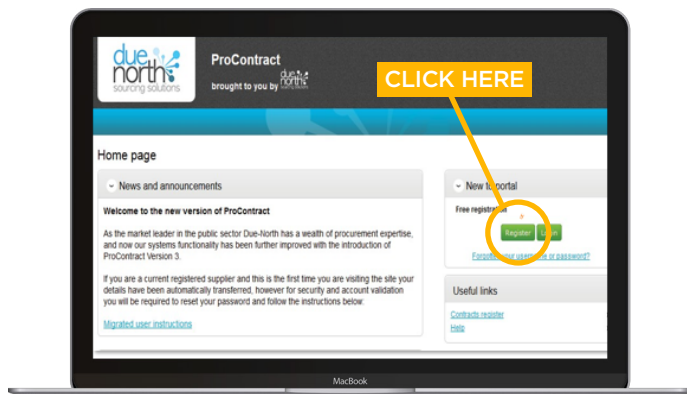 due
north
sourcing solutions
ProContract
brought to you by due north
CLICK HERE
Home page
News and announcements
Welcome to the new version of ProContract
As the market leader in the public sector Due-North has a wealth of procurement expertise,
and now our systems functionality has been further improved with the introduction of
ProContract Version 3.
If you are a current registered supplier and this is the first time you are visiting the site your
details have been automatically transferred, however for security and account validation
you will be required to reset your password and follow the instructions below:
Migrated user instructions
New to portal
Free registration
Register Login
Forgotten your username or password?
Useful links
Contracts register
Help
MacBook